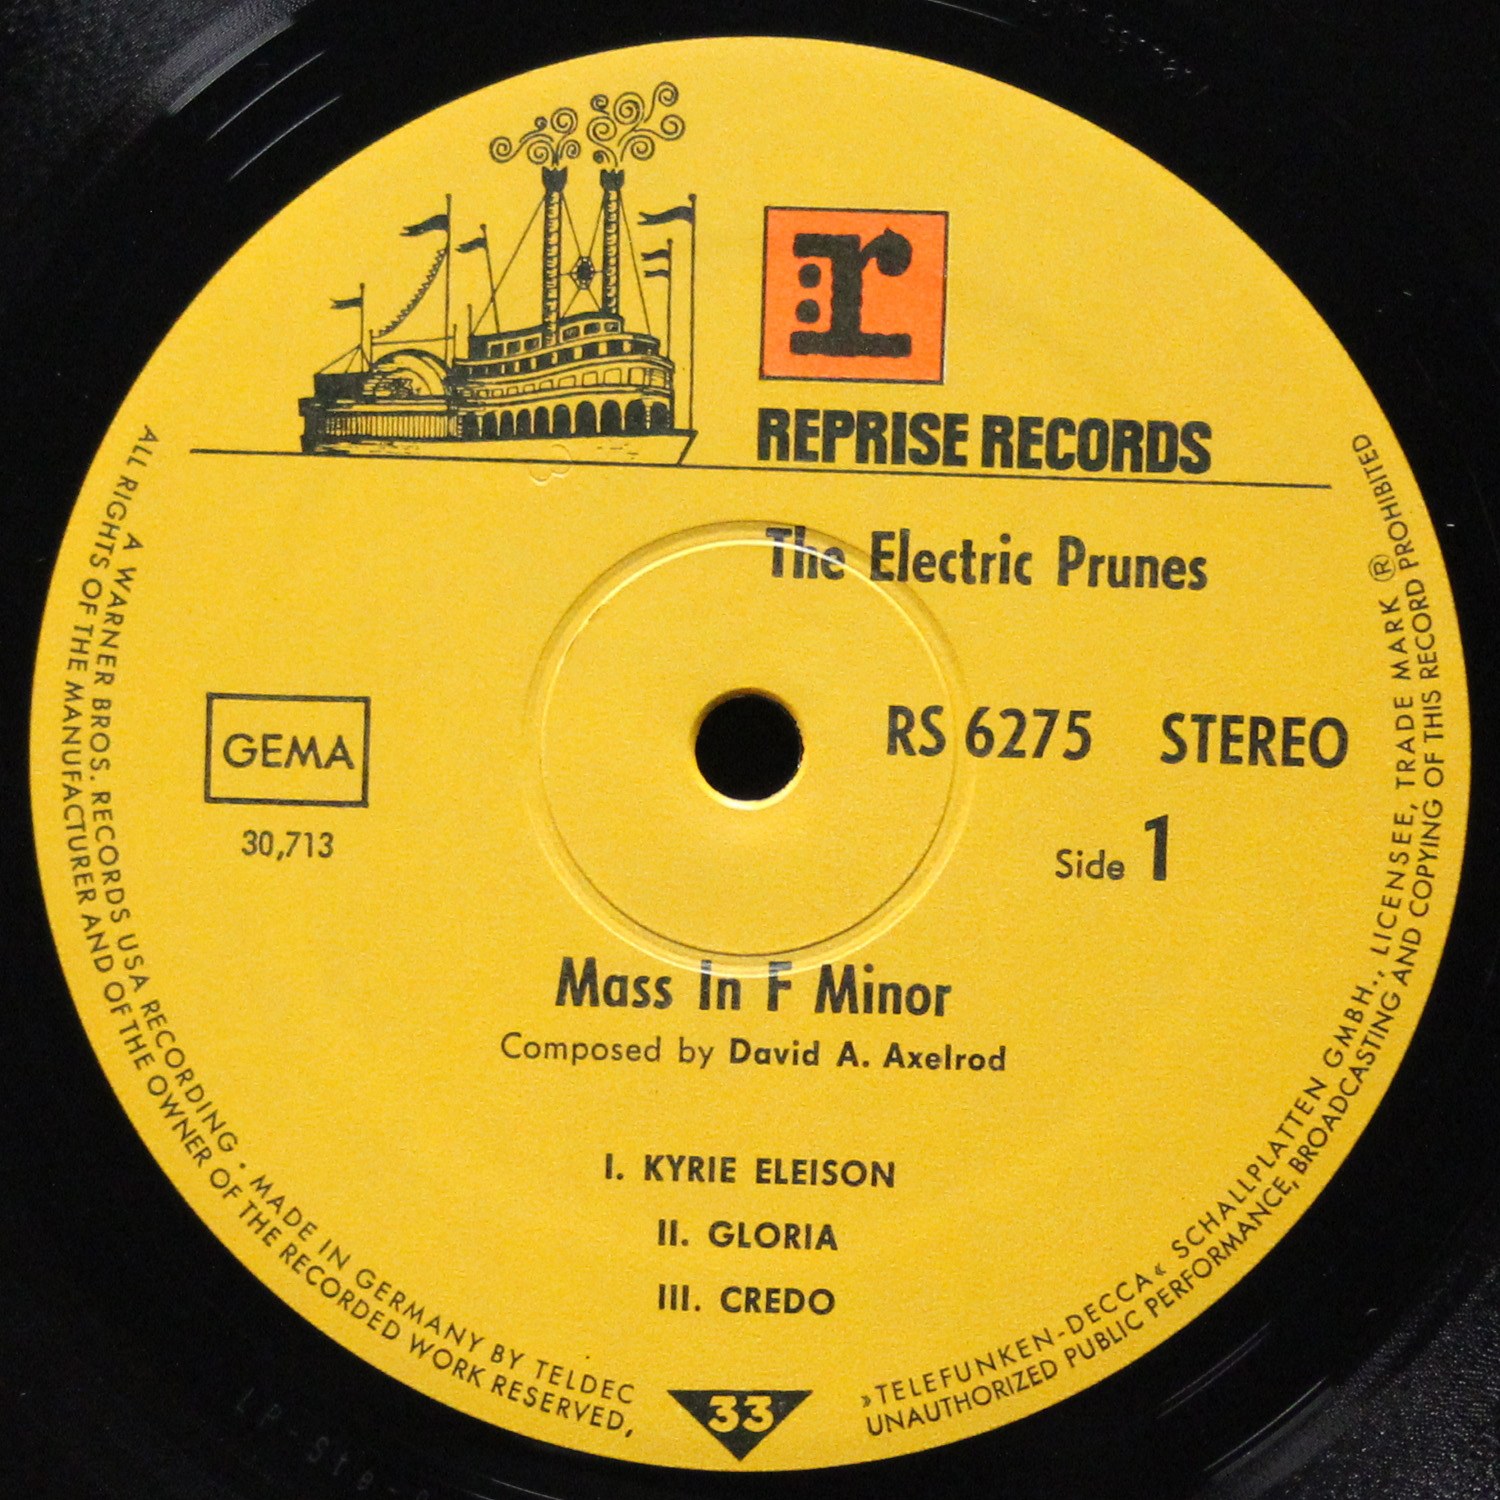 r:
REPRISE RECORDS
The Electric Prunes
RS 6275 STEREO
GEMA
30,713
Side 1
Mass In F Minor
Composed by David A. Axelrod
I. KYRIE ELEISON
II. GLORIA
III. CREDO
33
A WARNER BROS. RECORDS RECORDS USA RECORDING • MADE IN GERMANY BY TELDEC »TELEFUNKEN-DECCA« SCHALLPLATTEN GMBH., LICENSEE, TRADE MARK ®
ALL RIGHTS OF THE MANUFACTURER AND OF THE OWNER OF THE RECORDED WORK RESERVED, UNAUTHORIZED PUBLIC PERFORMANCE, BROADCASTING AND COPYING OF THIS RECORD PROHIBITED